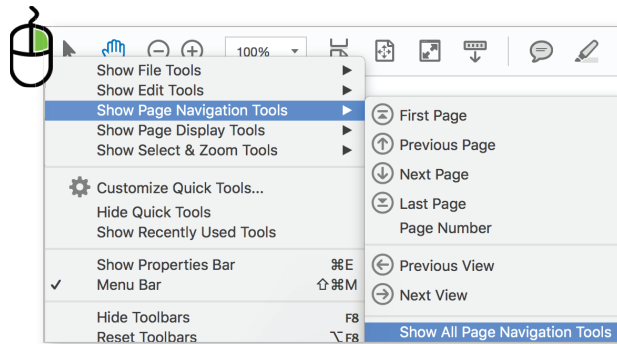 100%
Show File Tools
Show Edit Tools
Show Page Navigation Tools
Show Page Display Tools
Show Select & Zoom Tools
Customize Quick Tools...
Hide Quick Tools
Show Recently Used Tools
Show Properties Bar ⌘E
✓ Menu Bar ⇧⌘M
Hide Toolbars F8
Reset Toolbars ⌥F8
First Page
Previous Page
Next Page
Last Page
Page Number
Previous View
Next View
Show All Page Navigation Tools